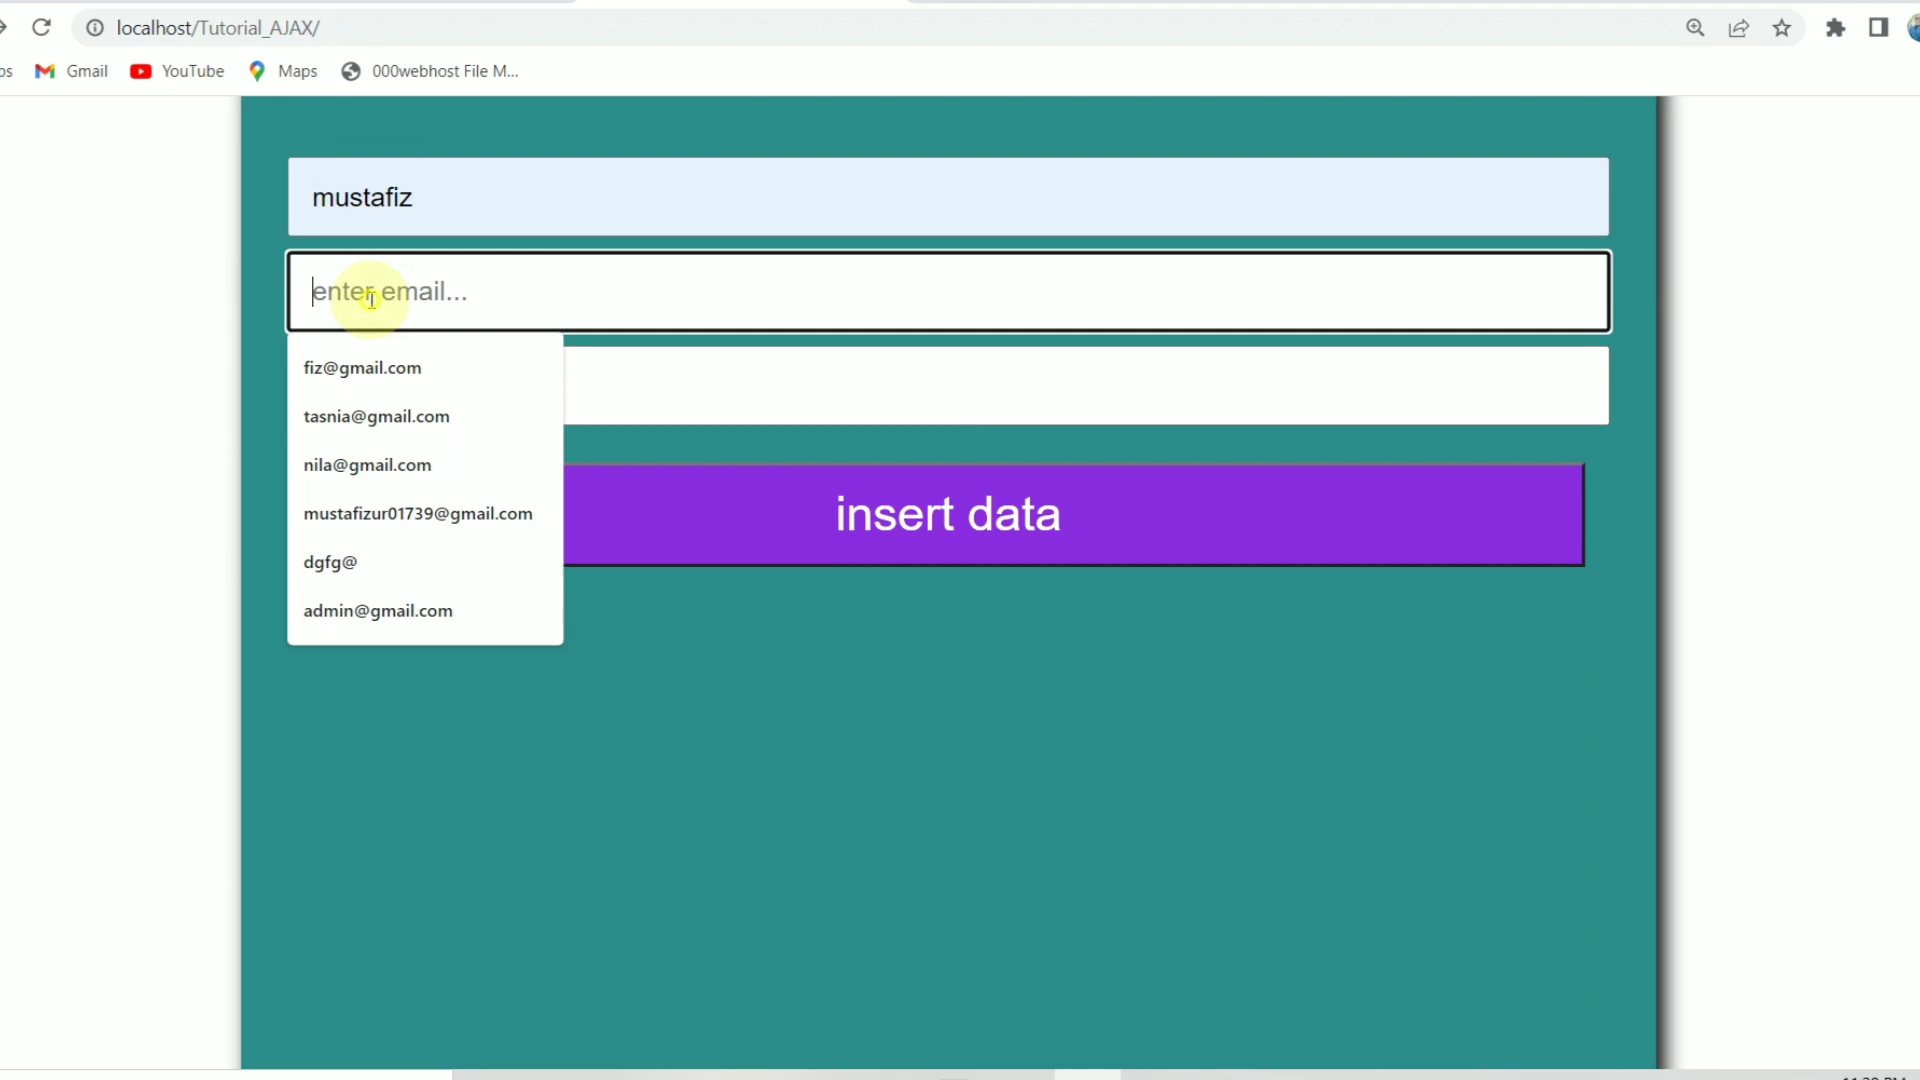 localhost/Tutorial_AJAX/
ps Gmail YouTube Maps 000webhost File M...
mustafiz
enter email...
fiz@gmail.com
tasnia@gmail.com
nila@gmail.com
mustafizur01739@gmail.com
dgfg@
admin@gmail.com
insert data